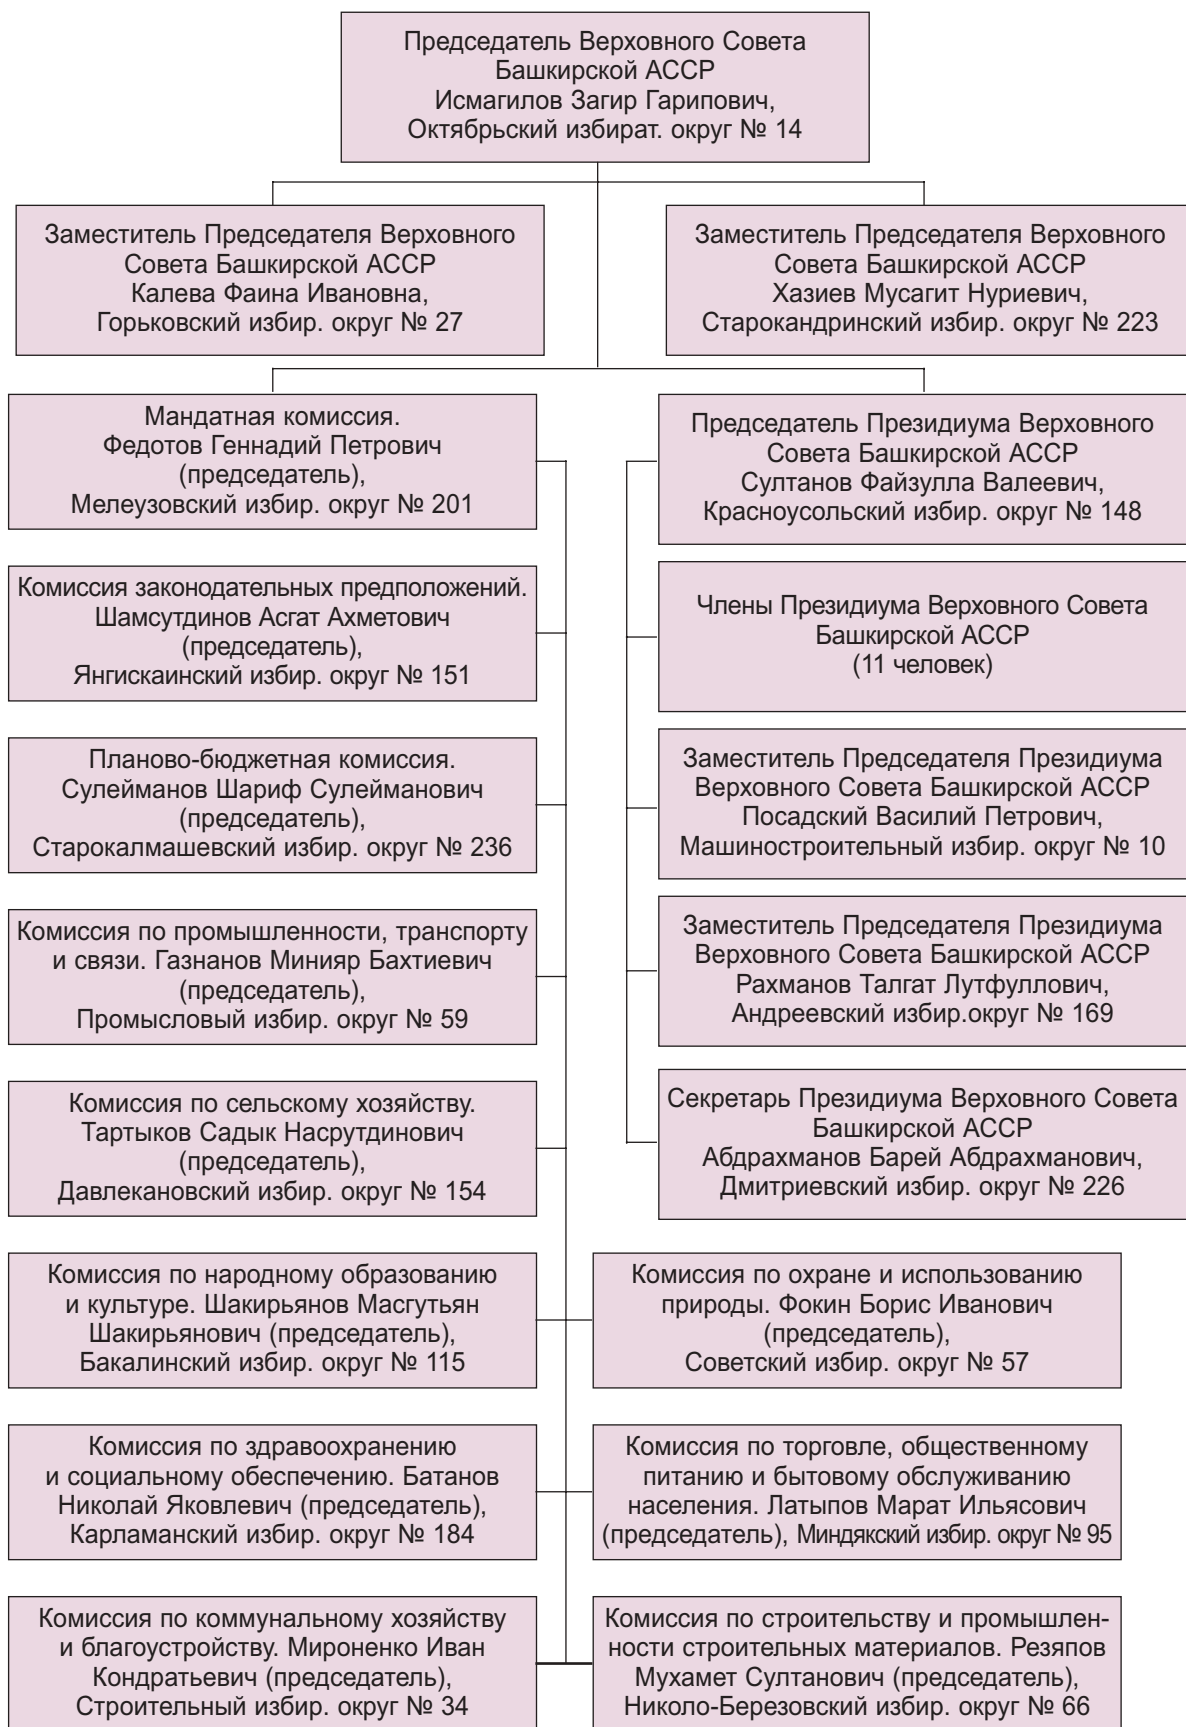 Председатель Верховного Совета
Башкирской АССР
Исмагилов Загир Гарипович,
Октябрьский избират. округ № 14
Заместитель Председателя Верховного
Совета Башкирской АССР
Калева Фаина Ивановна,
Горьковский избир. округ № 27
Заместитель Председателя Верховного
Совета Башкирской АССР
Хазиев Мусагит Нуриевич,
Старокандринский избир. округ № 223
Мандатная комиссия.
Федотов Геннадий Петрович
(председатель),
Мелеузовский избир. округ № 201
Председатель Президиума Верховного
Совета Башкирской АССР
Султанов Файзулла Валеевич,
Красноусольский избир. округ № 148
Комиссия законодательных предположений.
Шамсутдинов Асгат Ахметович
(председатель),
Янгискаинский избир. округ № 151
Члены Президиума Верховного Совета
Башкирской АССР
(11 человек)
Планово-бюджетная комиссия.
Сулейманов Шариф Сулейманович
(председатель),
Старокалмашевский избир. округ № 236
Заместитель Председателя Президиума
Верховного Совета Башкирской АССР
Посадский Василий Петрович,
Машиностроительный избир. округ № 10
Комиссия по промышленности, транспорту
и связи. Газнанов Минияр Бахтиевич
(председатель),
Промысловый избир. округ № 59
Заместитель Председателя Президиума
Верховного Совета Башкирской АССР
Рахманов Талгат Лутфуллович,
Андреевский избир.округ № 169
Комиссия по сельскому хозяйству.
Тартыков Садык Насрутдинович
(председатель),
Давлекановский избир. округ № 154
Секретарь Президиума Верховного Совета
Башкирской АССР
Абдрахманов Барей Абдрахманович,
Дмитриевский избир. округ № 226
Комиссия по народному образованию
и культуре. Шакирьянов Масгутьян
Шакирьянович (председатель),
Бакалинский избир. округ № 115
Комиссия по охране и использованию
природы. Фокин Борис Иванович
(председатель),
Советский избир. округ № 57
Комиссия по здравоохранению
и социальному обеспечению. Батанов
Николай Яковлевич (председатель),
Карламанский избир. округ № 184
Комиссия по торговле, общественному
питанию и бытовому обслуживанию
населения. Латыпов Марат Ильясович
(председатель), Миндякский избир. округ № 95
Комиссия по коммунальному хозяйству
и благоустройству. Мироненко Иван
Кондратьевич (председатель),
Строительный избир. округ № 34
Комиссия по строительству и промышлен-
ности строительных материалов. Резяпов
Мухамет Султанович (председатель),
Николо-Березовский избир. округ № 66